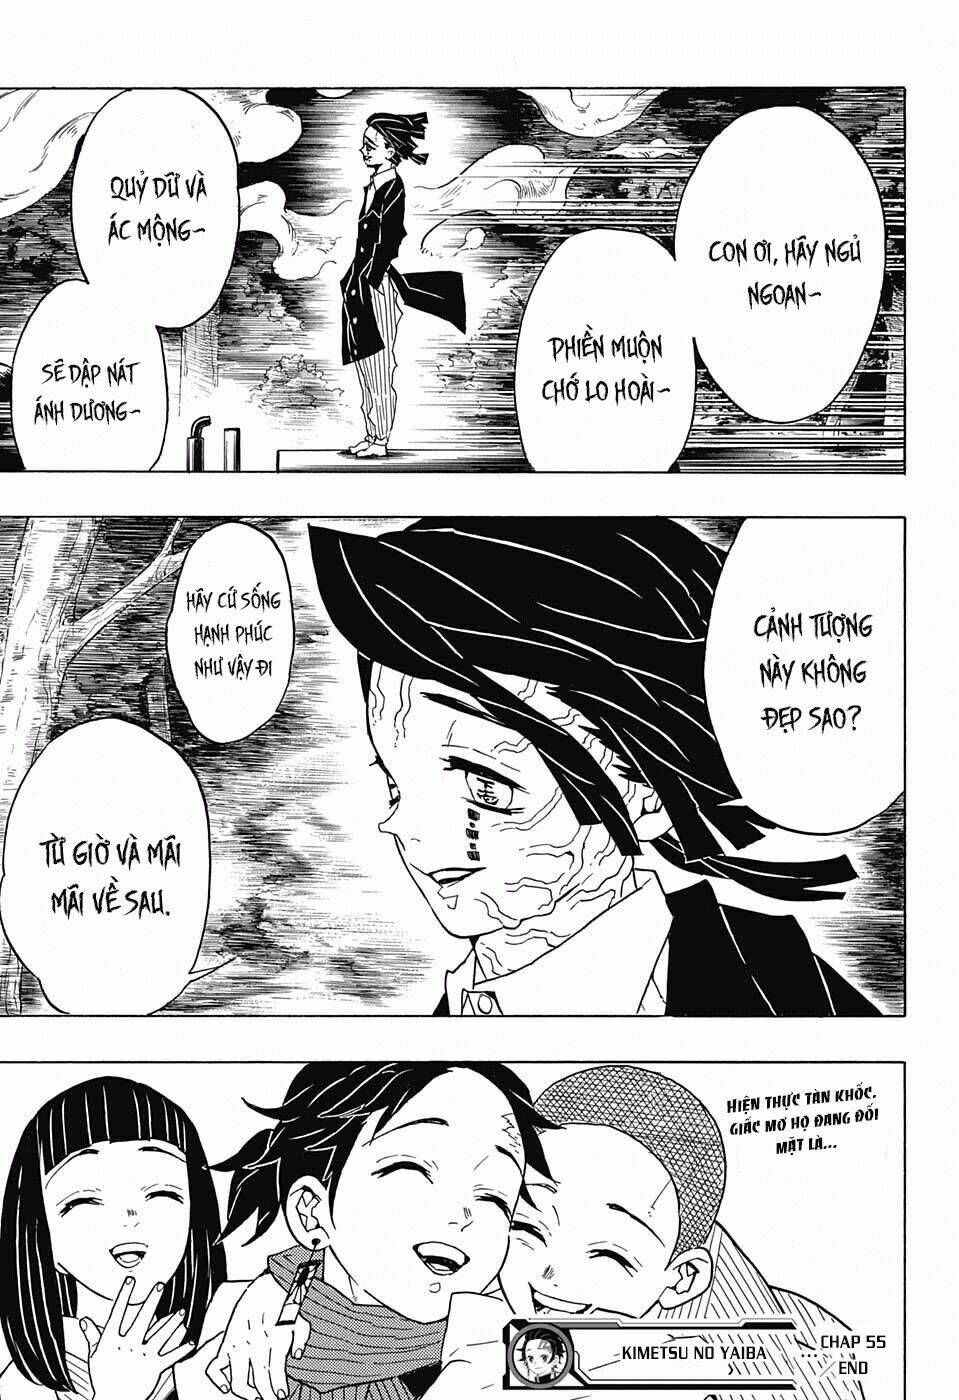 CON ƠI, HÃY NGỦ
NGOAN~
PHIỀN MUỘN
CHỚ LO HOÀI~
QUỶ DỮ VÀ
ÁC MỘNG~
SẼ DẬP NÁT
ÁNH DƯƠNG~
CẢNH TƯỢNG
NÀY KHÔNG
ĐẸP SAO?
HÃY CỨ SỐNG
HẠNH PHÚC
NHƯ VẬY ĐI
TỪ GIỜ VÀ MÃI
MÃI VỀ SAU.
HIỆN THỰC TÀN KHỐC.
GIẤC MƠ HỌ ĐANG ĐỐI
MẶT LÀ...
KIMETSU NO YAIBA
... CHAP 55
END